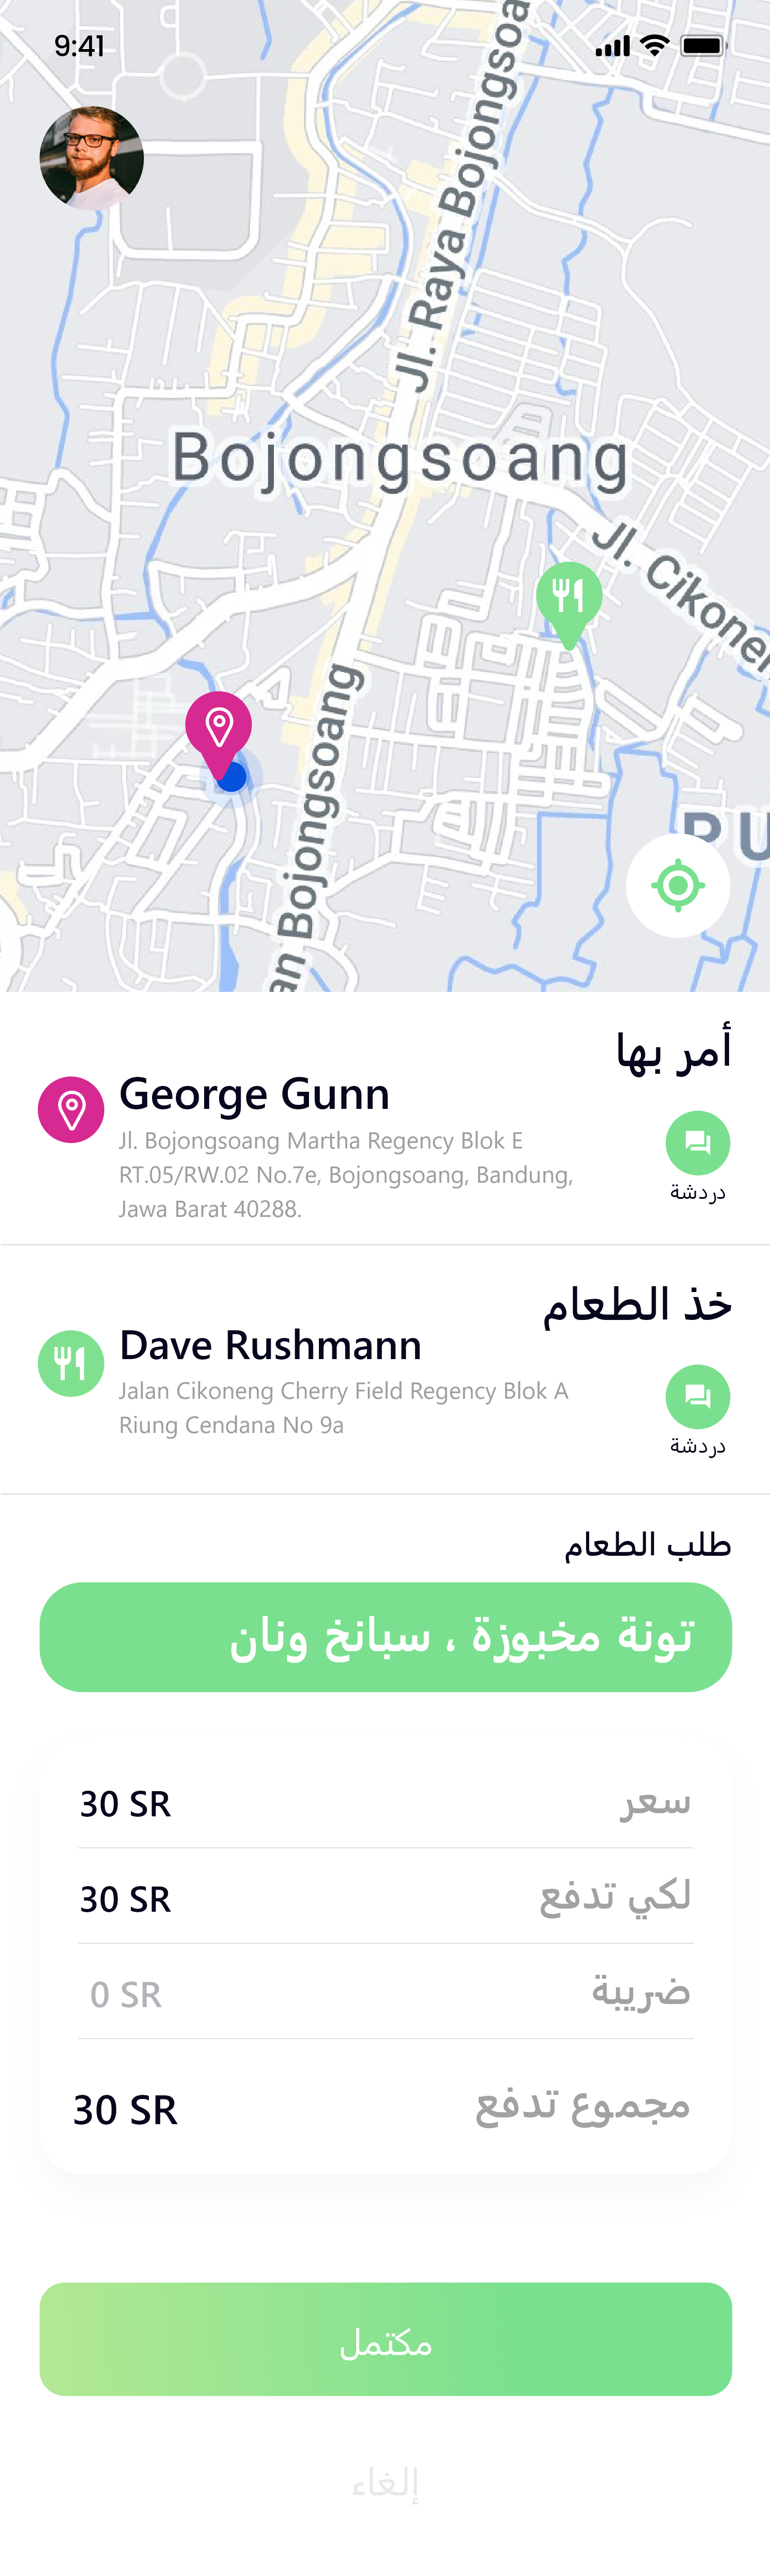 9:41
Jl. Raya Bojongsoa
Bojongsoang
Jl. Cikone
an Bojongsoang
أمر بها
George Gunn
Jl. Bojongsoang Martha Regency Blok E
RT.05/RW.02 No.7e, Bojongsoang, Bandung,
Jawa Barat 40288.
دردشة
خذ الطعام
Dave Rushmann
Jalan Cikoneng Cherry Field Regency Blok A
Riung Cendana No 9a
دردشة
طلب الطعام
تونة مخبوزة ، سبانخ ونان
سعر 30 SR
لكي تدفع 30 SR
ضريبة 0 SR
مجموع تدفع 30 SR
مكتمل
إلغاء